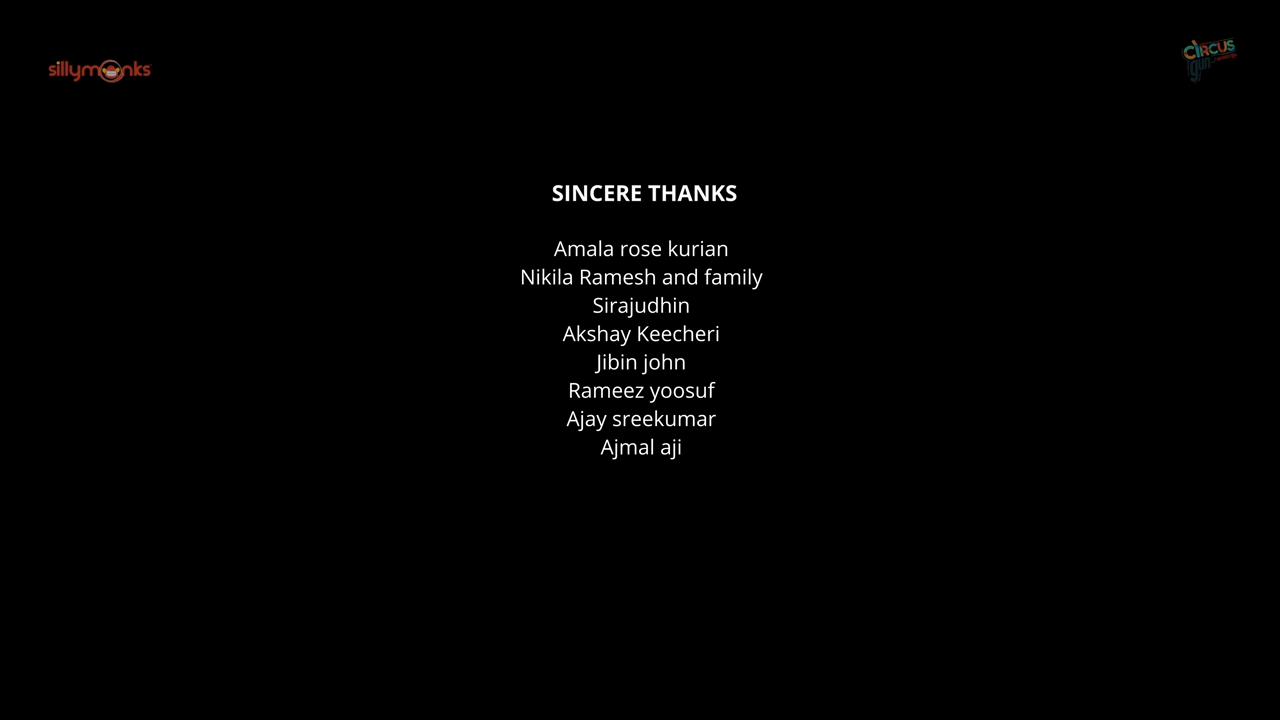 sillymonks
CIRCUS
gun
SINCERE THANKS
Amala rose kurian
Nikila Ramesh and family
Sirajudhin
Akshay Keecheri
Jibin john
Rameez yoosuf
Ajay sreekumar
Ajmal aji